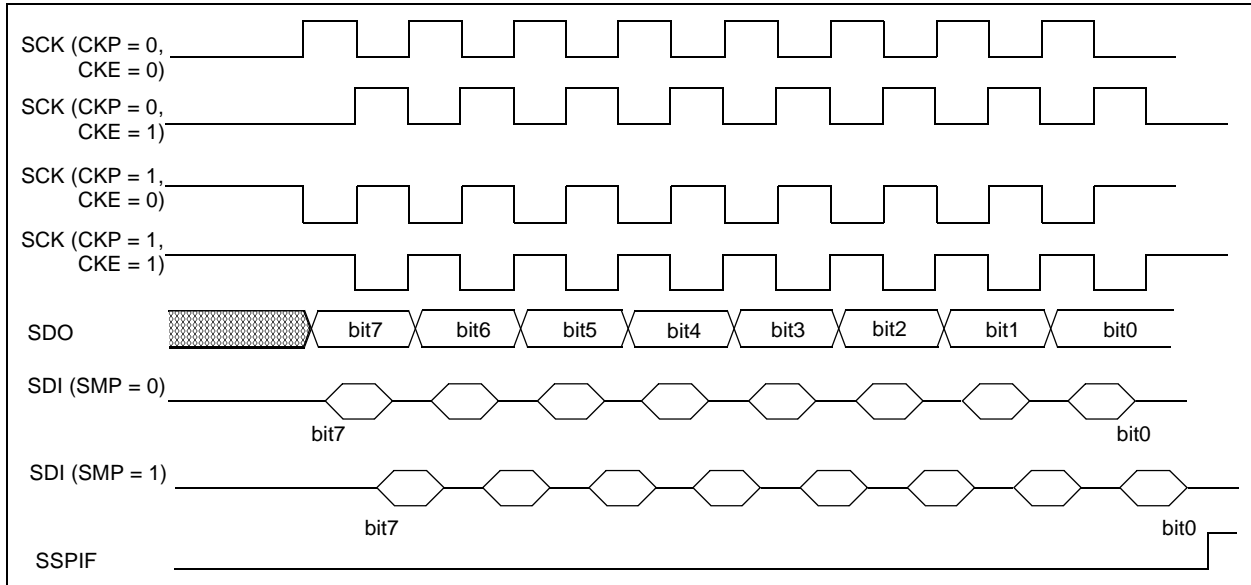 SCK (CKP = 0,
CKE = 0)
SCK (CKP = 0,
CKE = 1)
SCK (CKP = 1,
CKE = 0)
SCK (CKP = 1,
CKE = 1)
SDO bit7 bit6 bit5 bit4 bit3 bit2 bit1 bit0
SDI (SMP = 0)
bit7 bit0
SDI (SMP = 1)
bit7 bit0
SSPIF